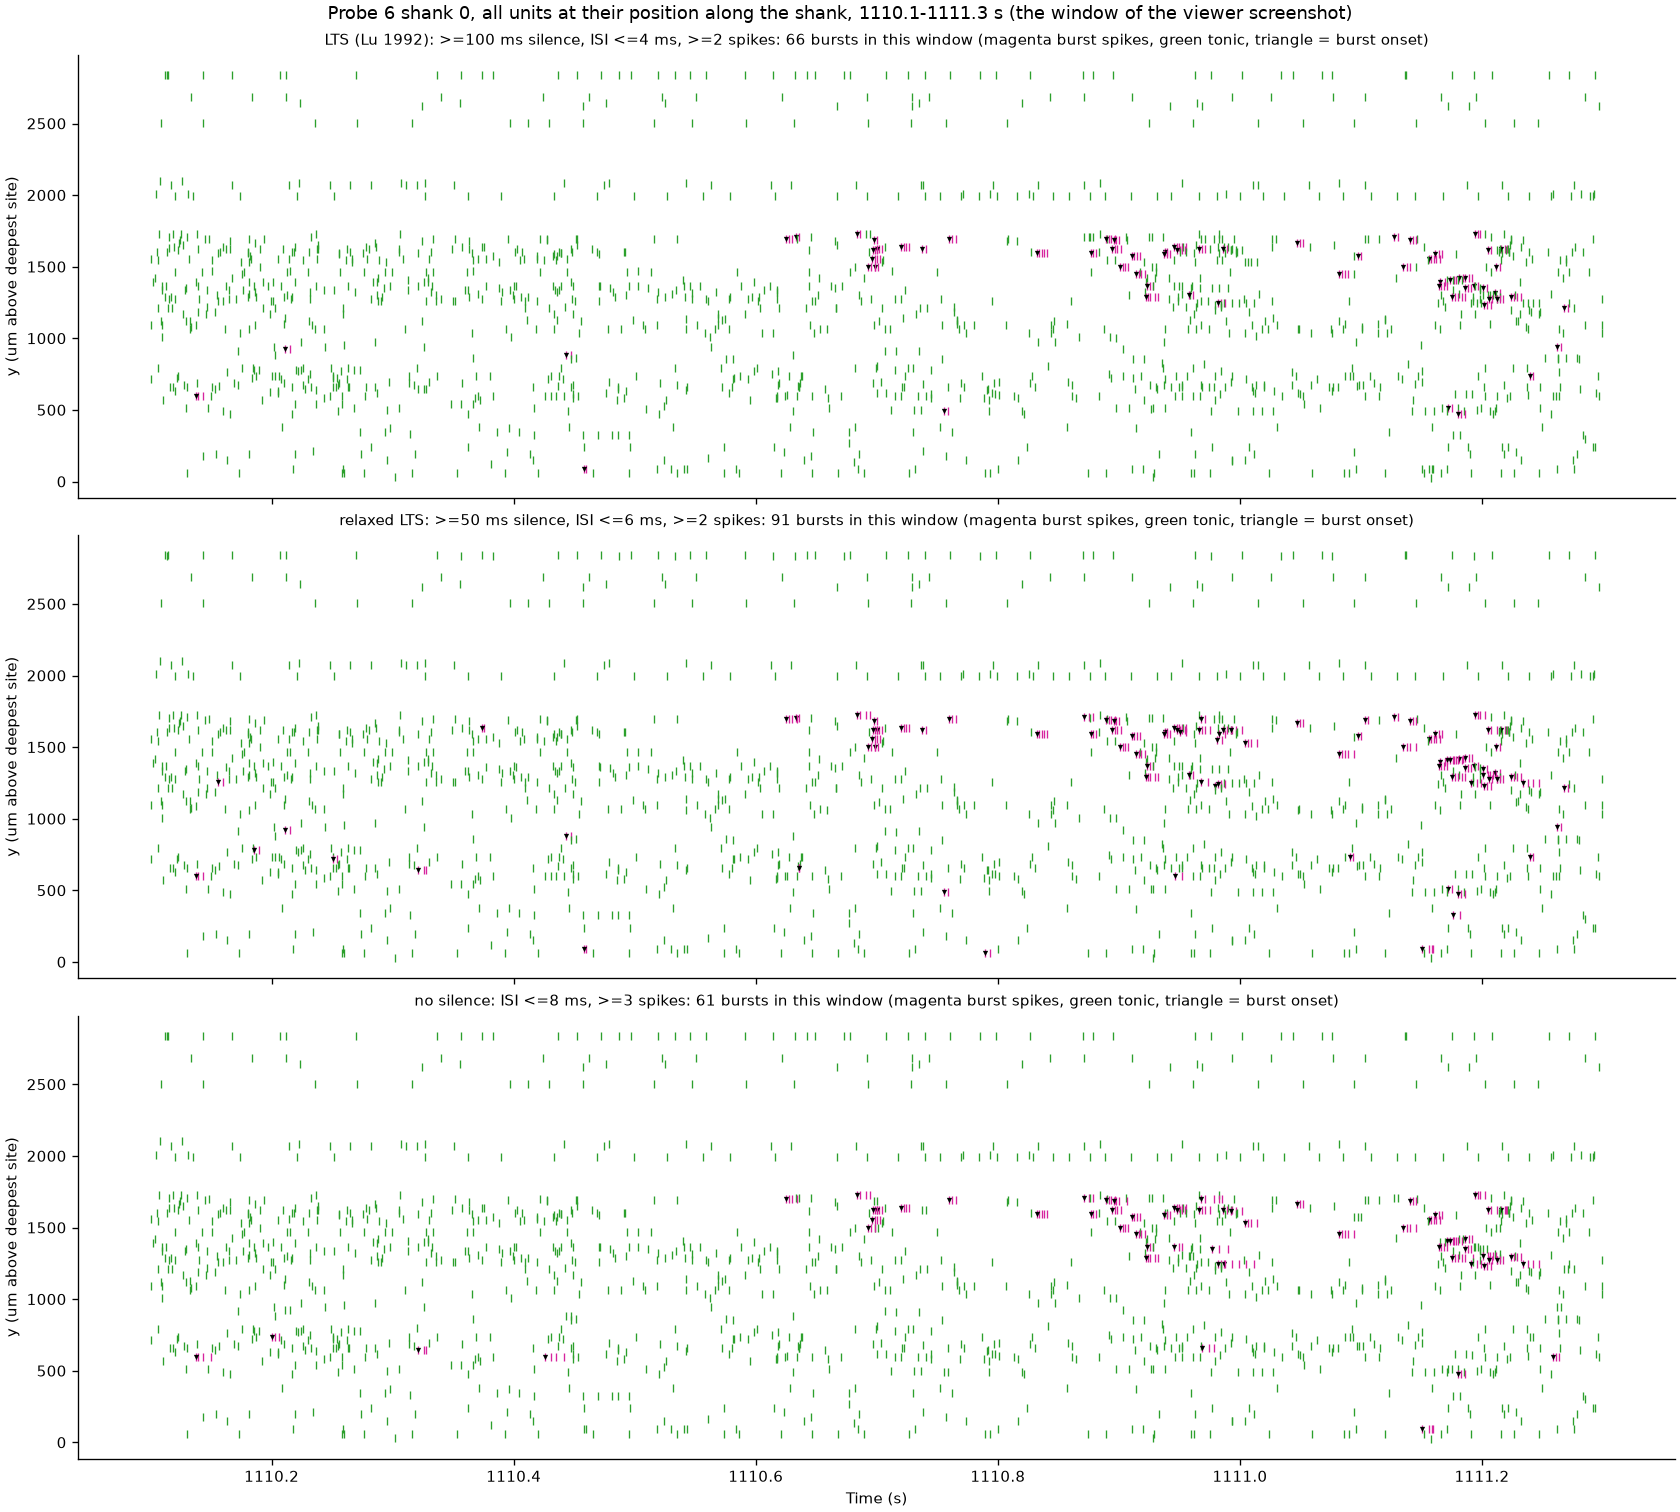 Probe 6 shank 0, all units at their position along the shank, 1110.1-1111.3 s (the window of the viewer screenshot)
LTS (Lu 1992): >=100 ms silence, ISI <=4 ms, >=2 spikes: 66 bursts in this window (magenta burst spikes, green tonic, triangle = burst onset)
y (um above deepest site)
2500
2000
1500
1000
500
0
relaxed LTS: >=50 ms silence, ISI <=6 ms, >=2 spikes: 91 bursts in this window (magenta burst spikes, green tonic, triangle = burst onset)
y (um above deepest site)
2500
2000
1500
1000
500
0
no silence: ISI <=8 ms, >=3 spikes: 61 bursts in this window (magenta burst spikes, green tonic, triangle = burst onset)
y (um above deepest site)
2500
2000
1500
1000
500
0
1110.2 1110.4 1110.6 1110.8 1111.0 1111.2
Time (s)